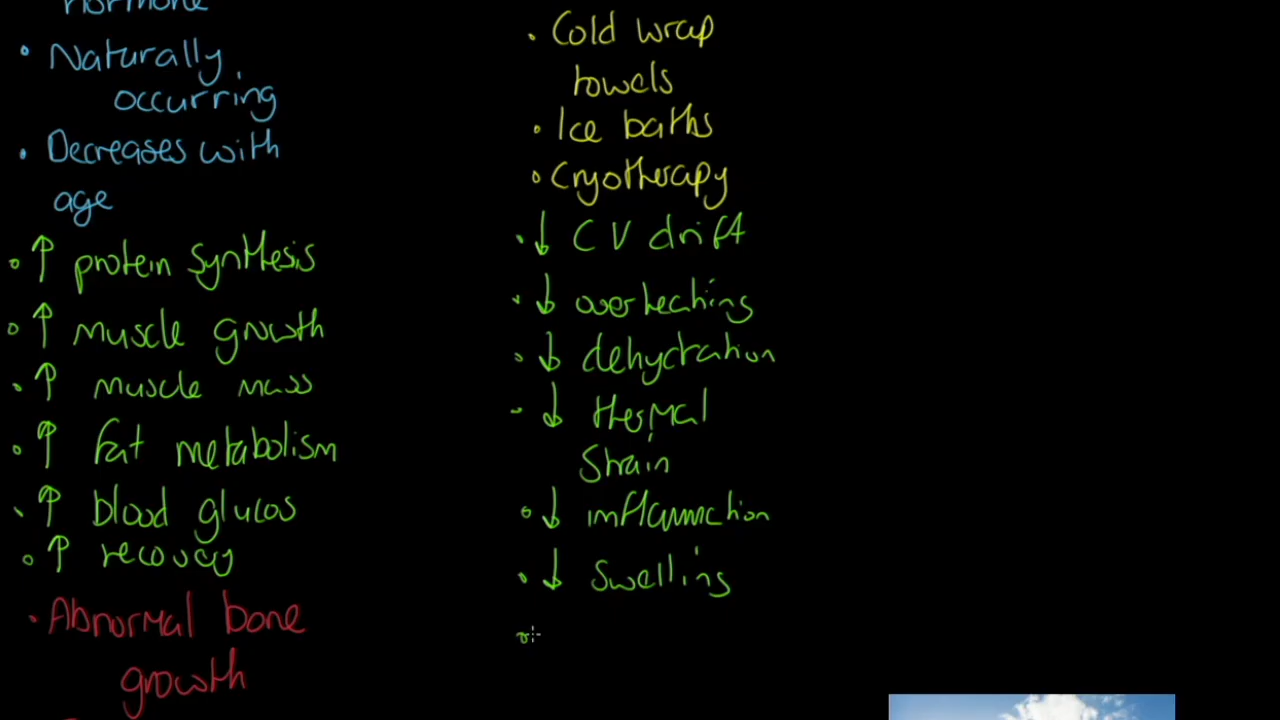 hormone
• Naturally
occurring
• Decreases with
age
• ↑ protein synthesis
• ↑ muscle growth
• ↑ muscle mass
• ↑ fat metabolism
• ↑ blood glucos
• ↑ recovery
• Abnormal bone
growth
• Cold wrap
towels
• Ice baths
• Cryotherapy
• ↓ CV drift
• ↓ overheating
• ↓ dehydration
• ↓ thermal
strain
• ↓ inflammation
• ↓ swelling
•